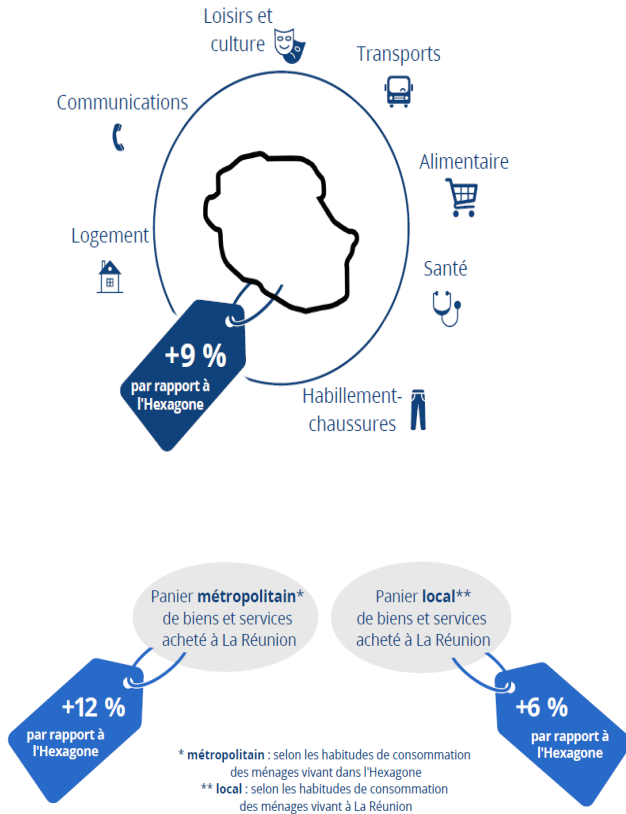 Loisirs et
culture
Transports
Communications
Alimentaire
Logement
Santé
+9 %
par rapport à
l'Hexagone
Habillement-
chaussures
Panier métropolitain*
de biens et services
acheté à La Réunion
Panier local**
de biens et services
acheté à La Réunion
+12 %
par rapport à
l'Hexagone
+6 %
par rapport à
l'Hexagone
* métropolitain : selon les habitudes de consommation
des ménages vivant dans l'Hexagone
** local : selon les habitudes de consommation
des ménages vivant à La Réunion